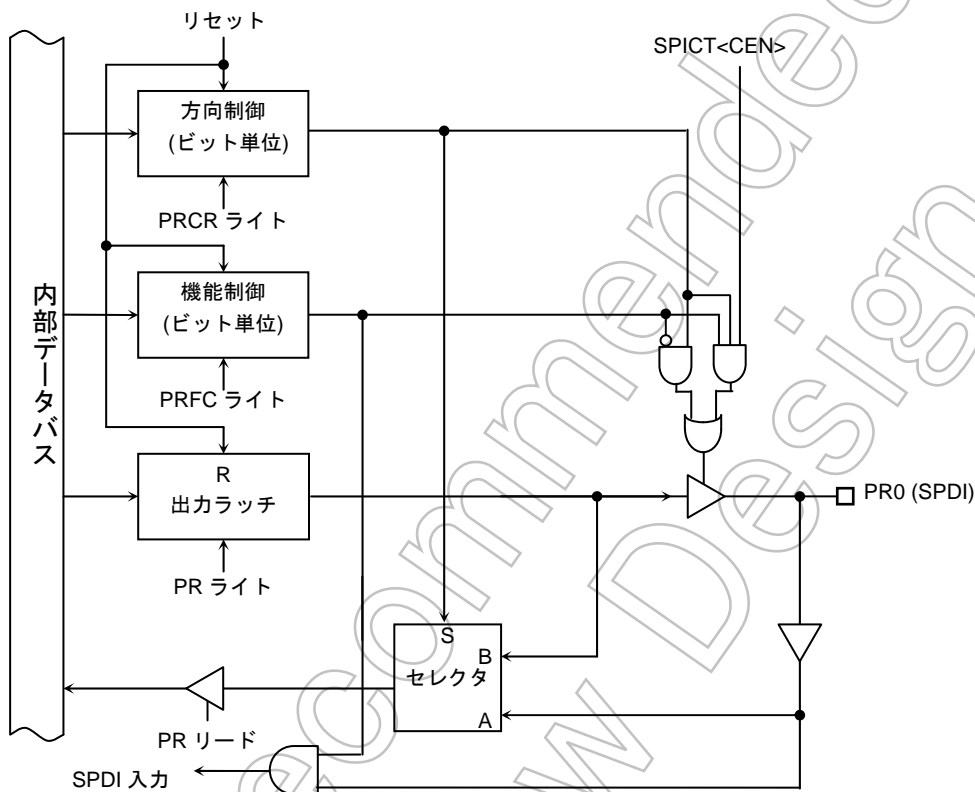 リセット
SPICT<CEN>
方向制御
(ビット単位)
PRCR ライト
内部データバス
機能制御
(ビット単位)
PRFC ライト
R
出力ラッチ
PR0 (SPDI)
PR ライト
S
B
セレクタ
A
PR リード
SPDI 入力
ecommended
w Design